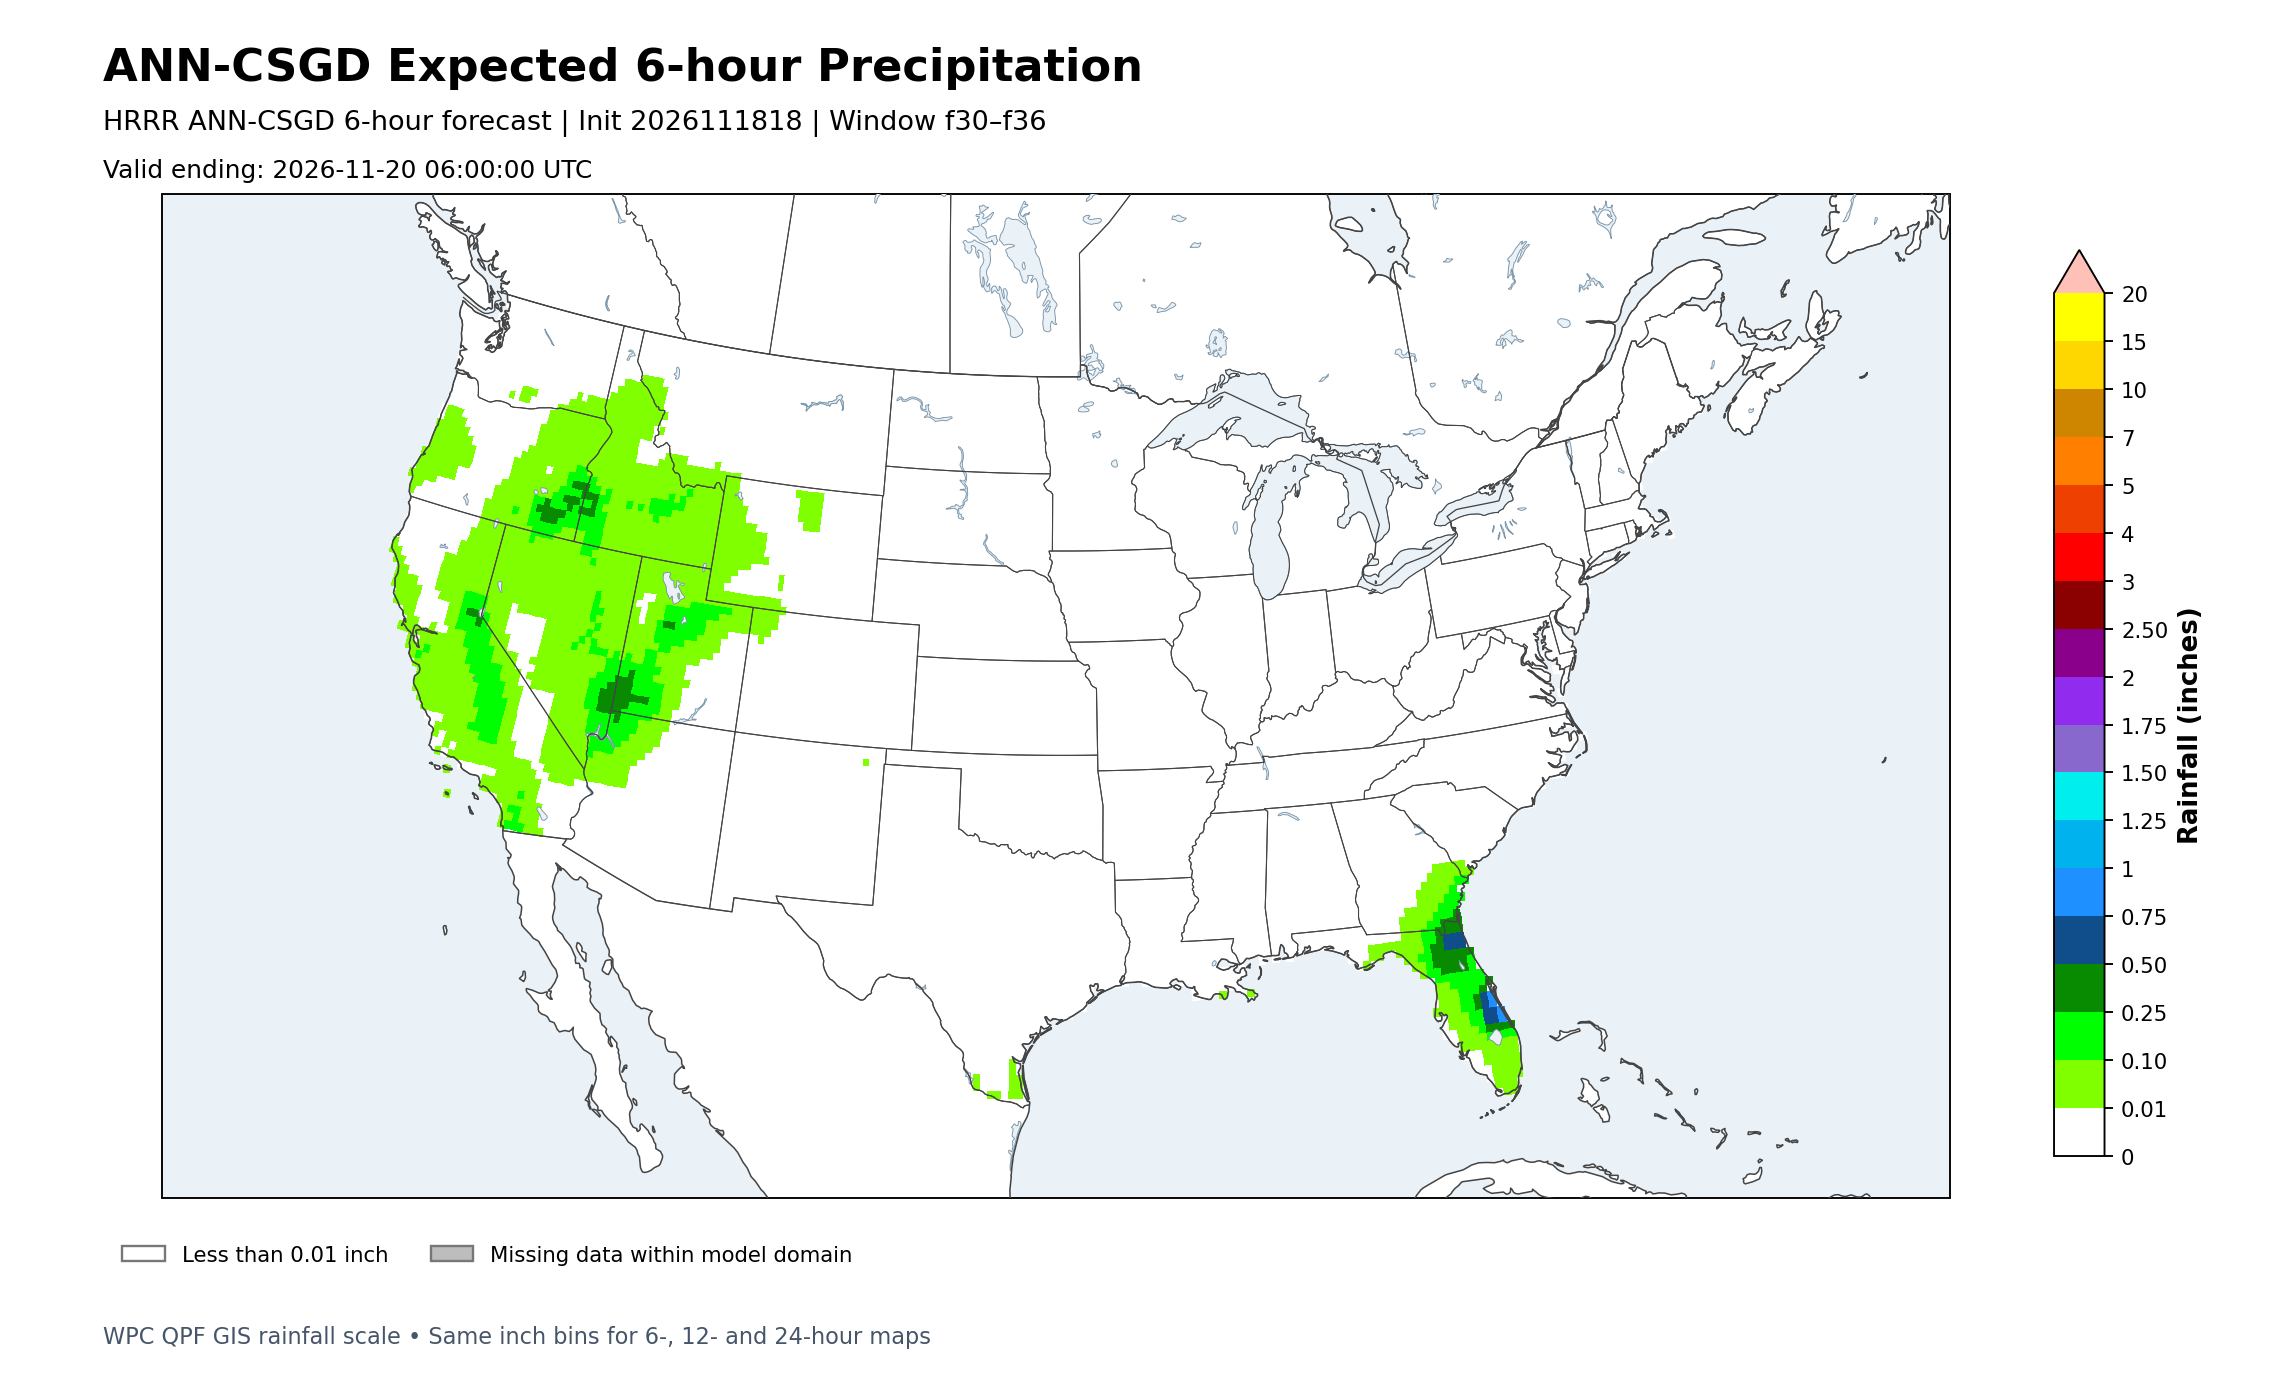 ANN-CSGD Expected 6-hour Precipitation
HRRR ANN-CSGD 6-hour forecast | Init 2026111818 | Window f30–f36
Valid ending: 2026-11-20 06:00:00 UTC
20
15
10
7
5
4
3
2.50
2
1.75
1.50
1.25
1
0.75
0.50
0.25
0.10
0.01
0
Rainfall (inches)
Less than 0.01 inch
Missing data within model domain
WPC QPF GIS rainfall scale • Same inch bins for 6-, 12- and 24-hour maps